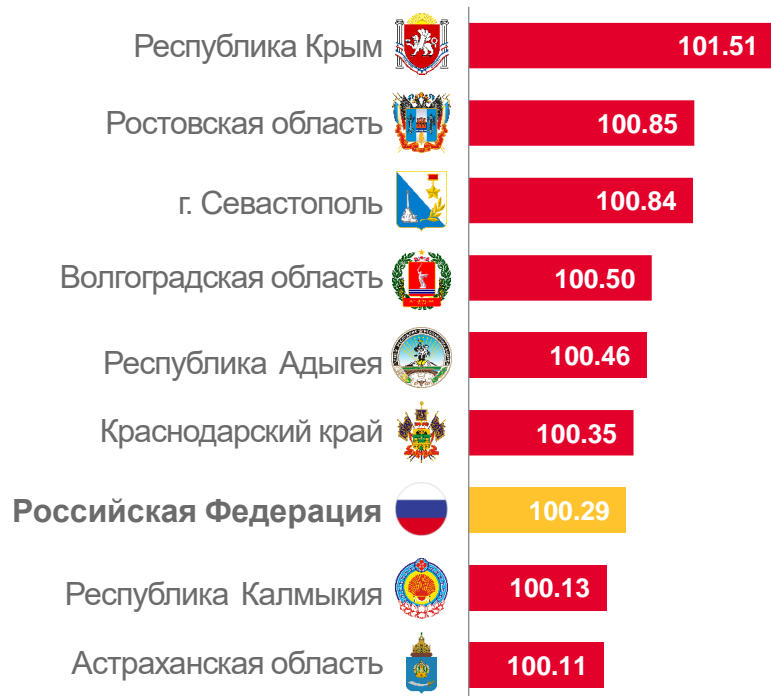 Республика Крым 101.51
Ростовская область 100.85
г. Севастополь 100.84
Волгоградская область 100.50
Республика Адыгея 100.46
Краснодарский край 100.35
Российская Федерация 100.29
Республика Калмыкия 100.13
Астраханская область 100.11